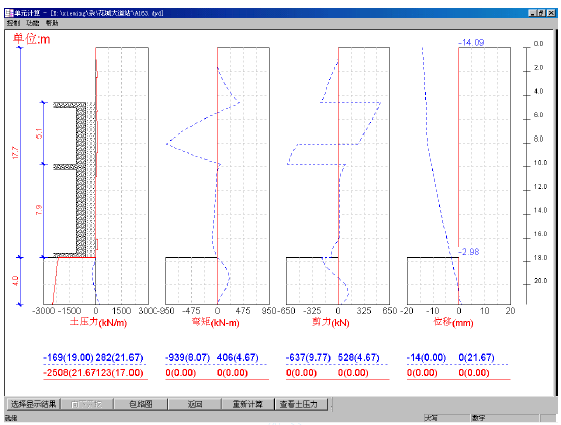 单元计算 - [F:\xieming\杂\花城大道站\A153.dyd]
控制 功能 帮助
单位:m
-14.09
0.0
2.0
4.0
6.0
8.0
10.0
12.0
14.0
16.0
18.0
20.0
5.1
17.7
7.9
4.0
-2.98
-3000 -1500 0 1500 3000
-950 -475 0 475 950
-650 -325 0 325 650
-20 -10 0 10 20
土压力(kN/m)
弯矩(kN-m)
剪力(kN)
位移(mm)
-169(19.00) 282(21.67)
-939(8.07) 406(4.67)
-637(9.77) 528(4.67)
-14(0.00) 0(21.67)
-2508(21.67)123(17.00)
0(0.00) 0(0.00)
0(0.00) 0(0.00)
0(0.00) 0(0.00)
选择显示结果
包络图
返回
重新计算
查看土压力
就绪
大写
数字